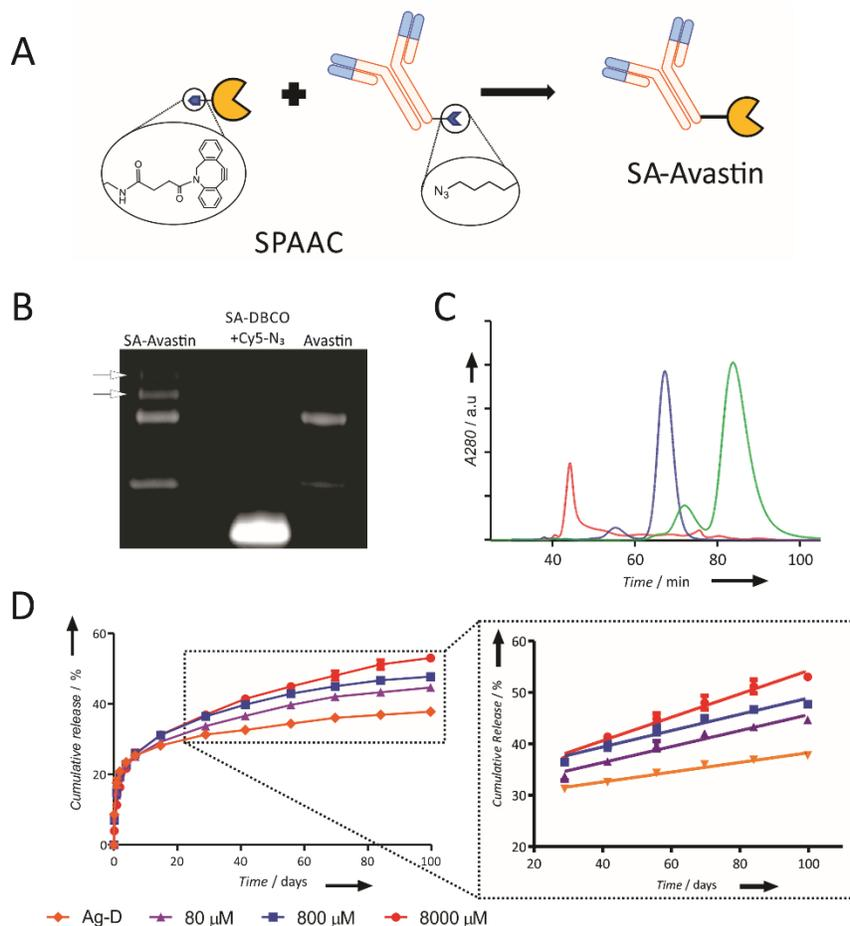 A
O
NH
O
N
N₃
SPAAC
SA-Avastin
B
SA-Avastin
SA-DBCO
+Cy5-N₃
Avastin
C
A280 / a.u
40
60
80
100
Time / min
D
60
40
20
0
Cumulative release / %
0
20
40
60
80
100
Time / days
60
50
40
30
20
Cumulative Release / %
20
40
60
80
100
Time / days
Ag-D
80 µM
800 µM
8000 µM